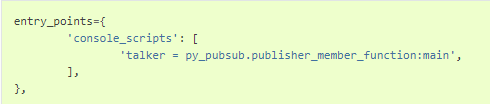 entry_points={
        'console_scripts': [
                'talker = py_pubsub.publisher_member_function:main',
        ],
},